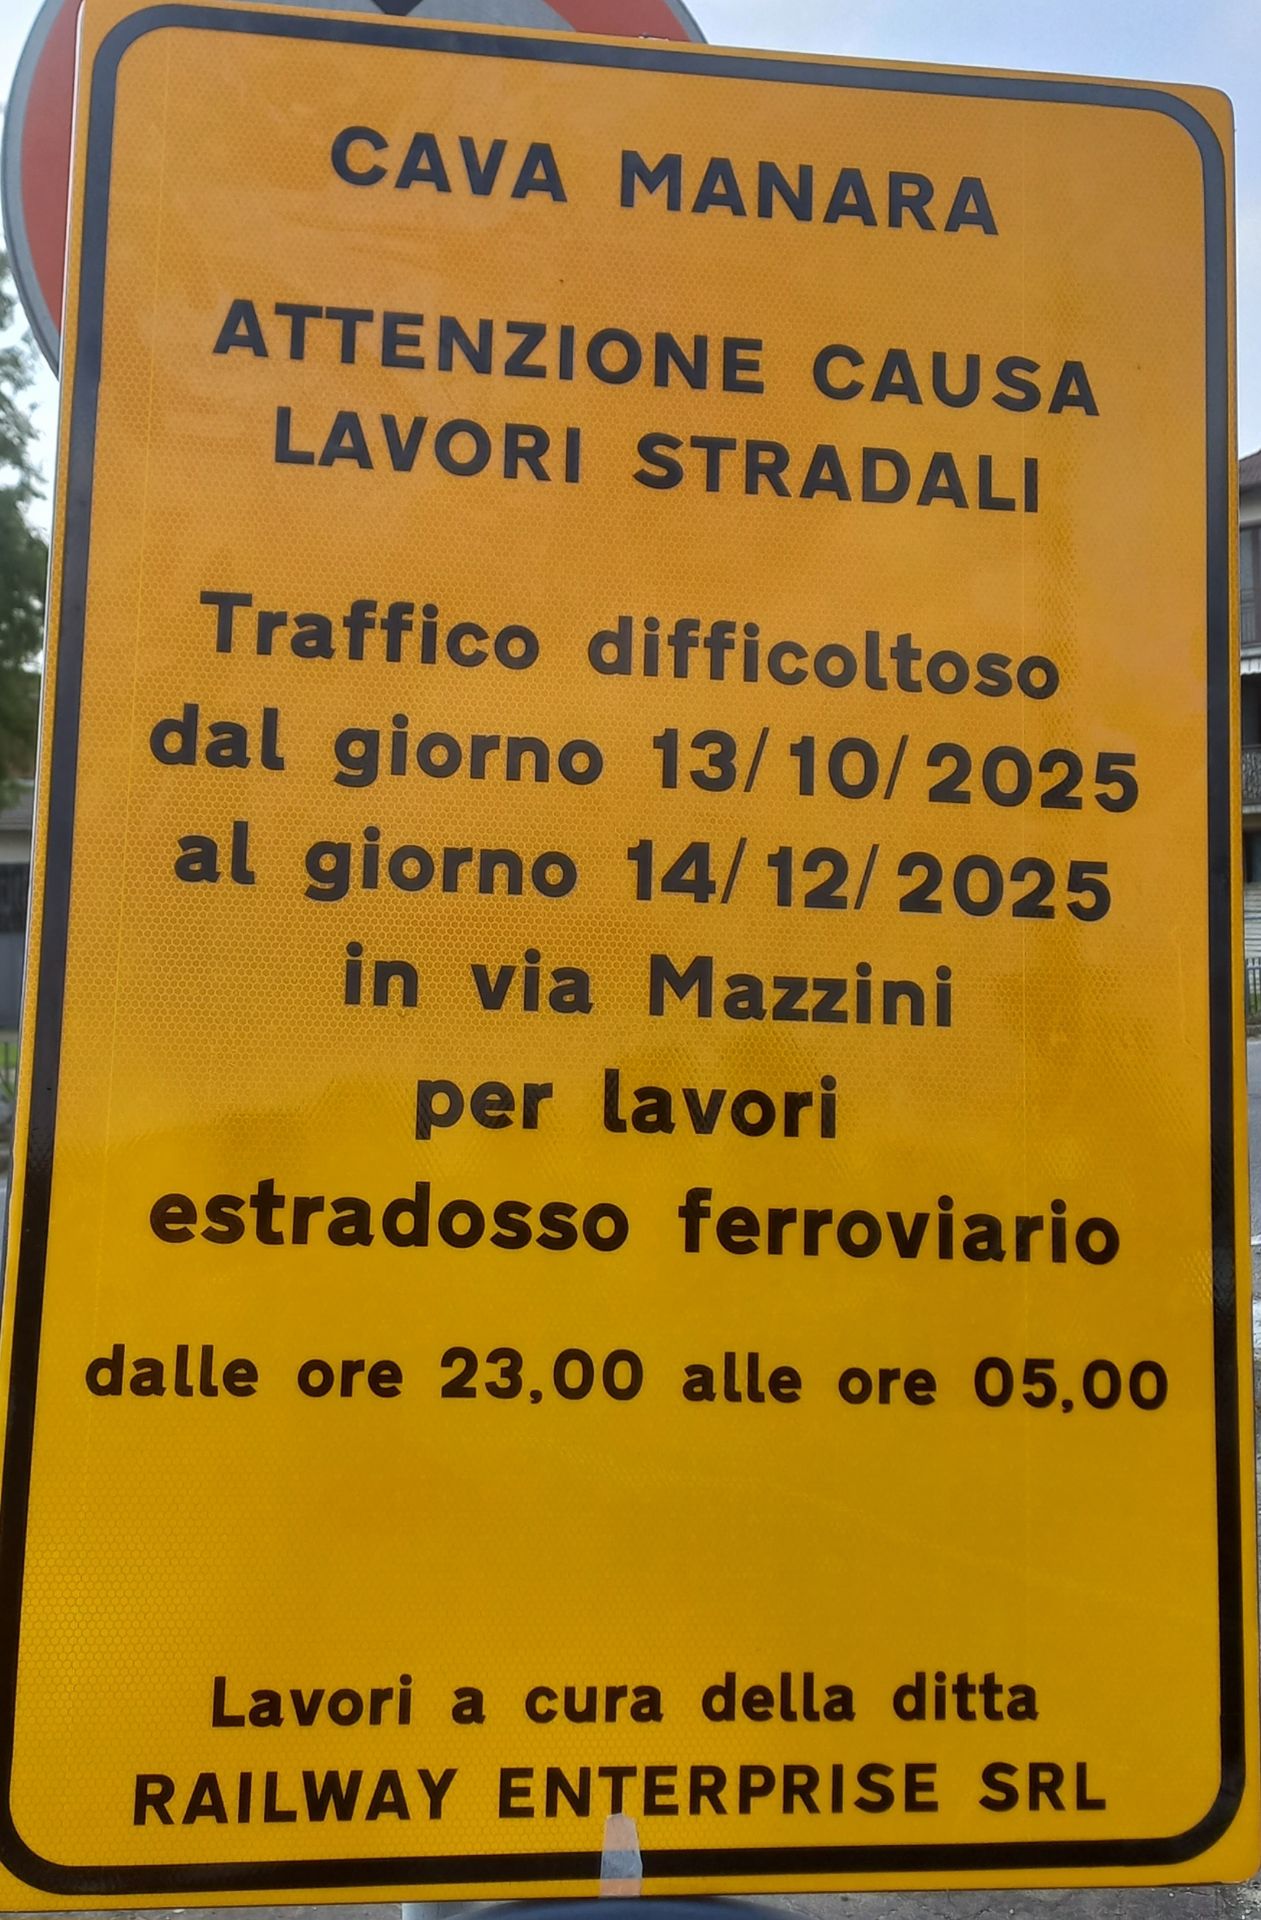 CAVA MANARA
ATTENZIONE CAUSA
LAVORI STRADALI
Traffico difficoltoso
dal giorno 13/10/2025
al giorno 14/12/2025
in via Mazzini
per lavori
estradosso ferroviario
dalle ore 23,00 alle ore 05,00
Lavori a cura della ditta
RAILWAY ENTERPRISE SRL